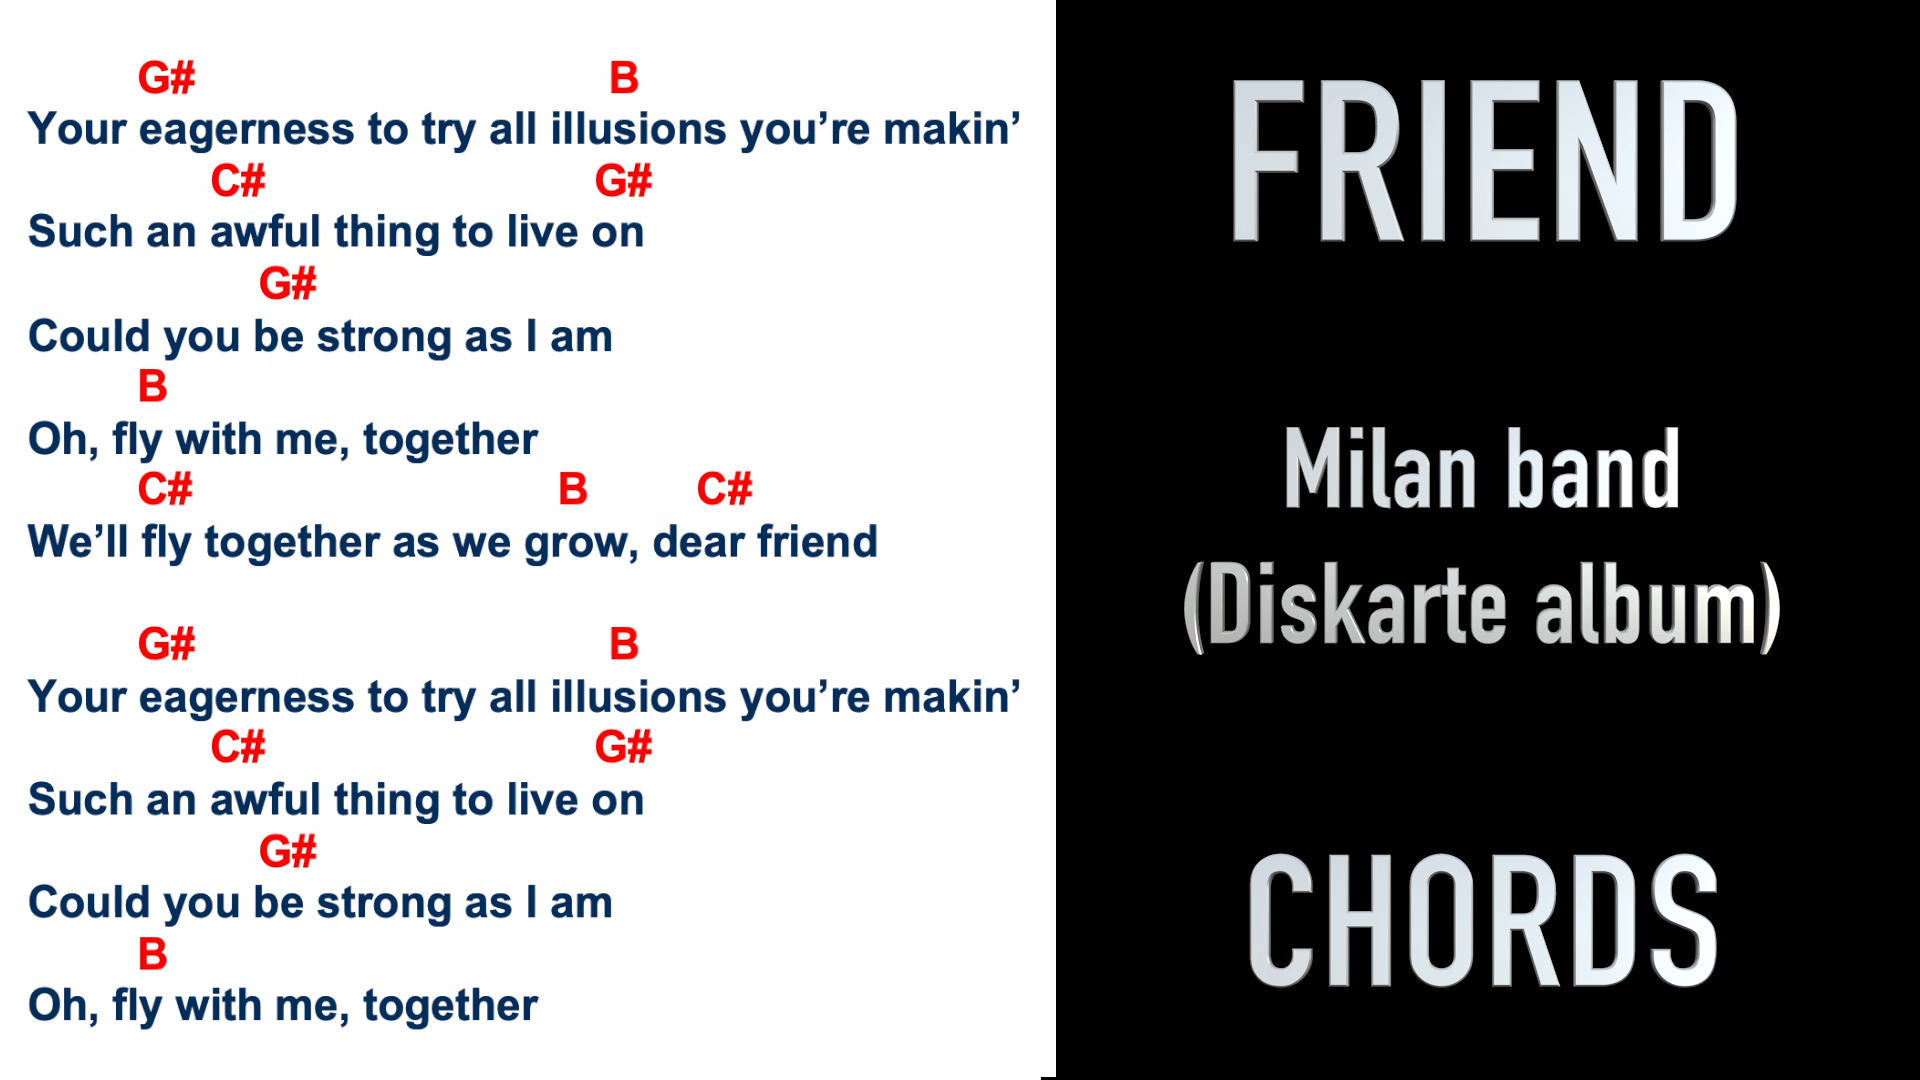 G# B
Your eagerness to try all illusions you’re makin’
C# G#
Such an awful thing to live on
G#
Could you be strong as I am
B
Oh, fly with me, together
C# B C#
We’ll fly together as we grow, dear friend
G# B
Your eagerness to try all illusions you’re makin’
C# G#
Such an awful thing to live on
G#
Could you be strong as I am
B
Oh, fly with me, together
FRIEND
Milan band
(Diskarte album)
CHORDS